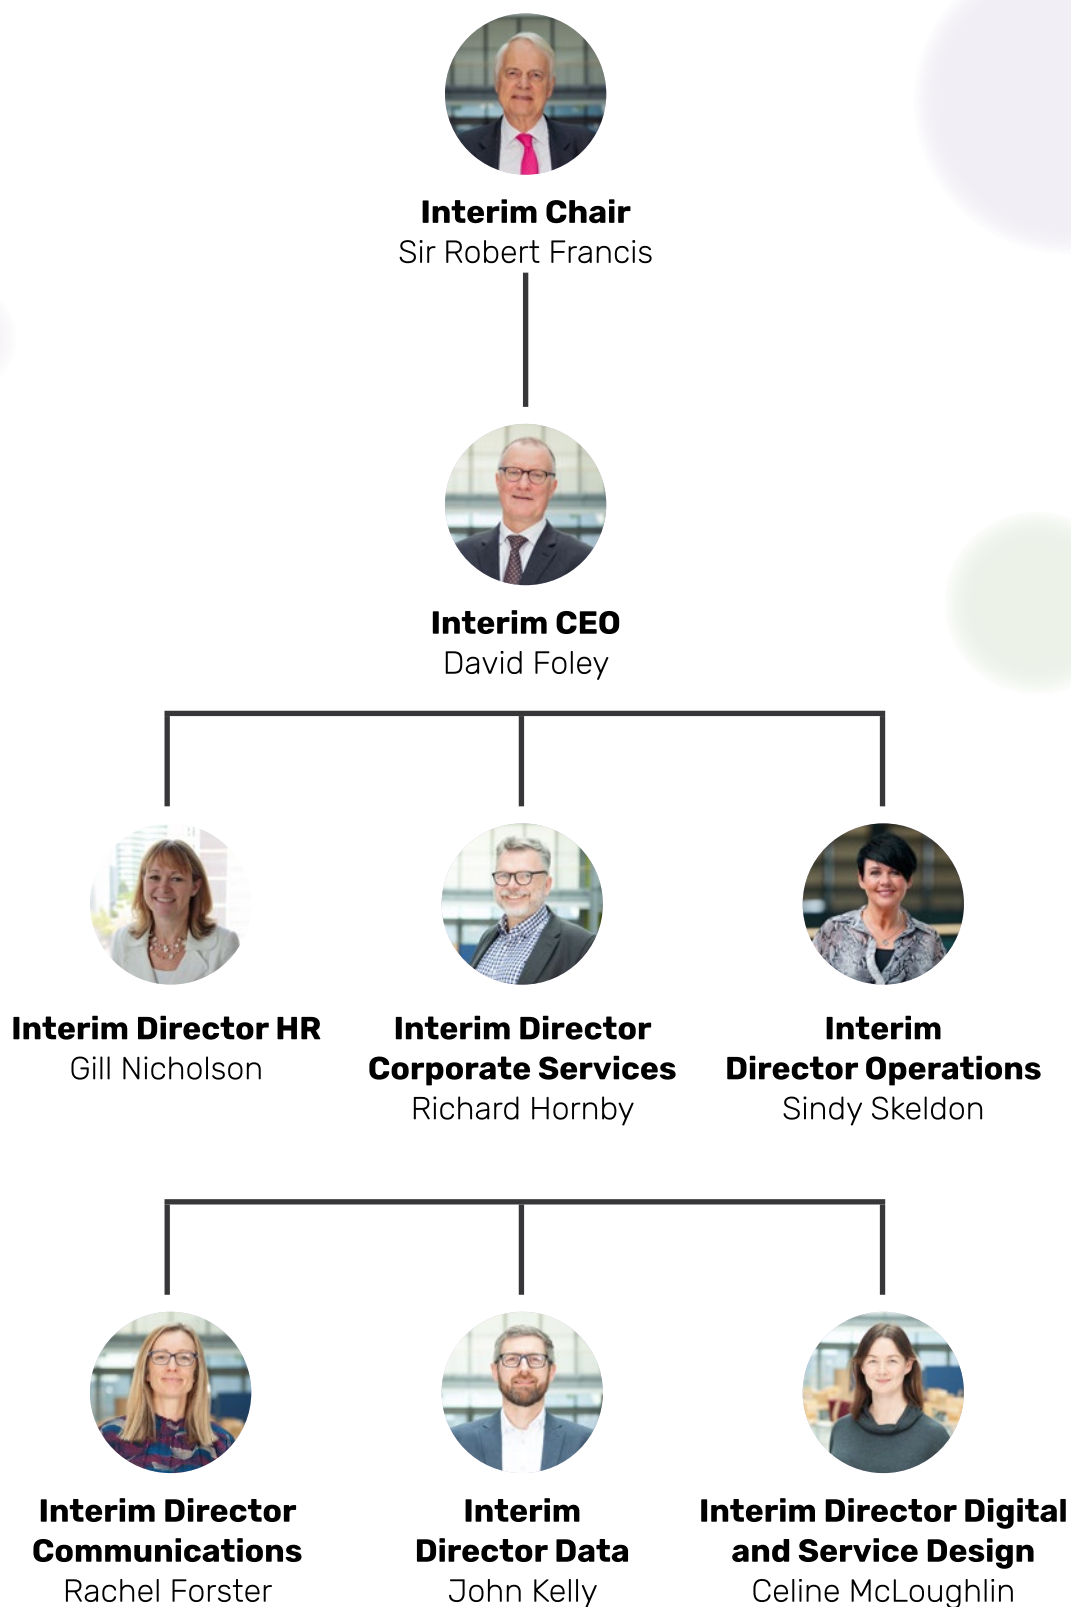 Interim Chair
Sir Robert Francis
Interim CEO
David Foley
Interim Director HR
Gill Nicholson
Interim Director
Corporate Services
Richard Hornby
Interim
Director Operations
Sindy Skeldon
Interim Director
Communications
Rachel Forster
Interim
Director Data
John Kelly
Interim Director Digital
and Service Design
Celine McLoughlin